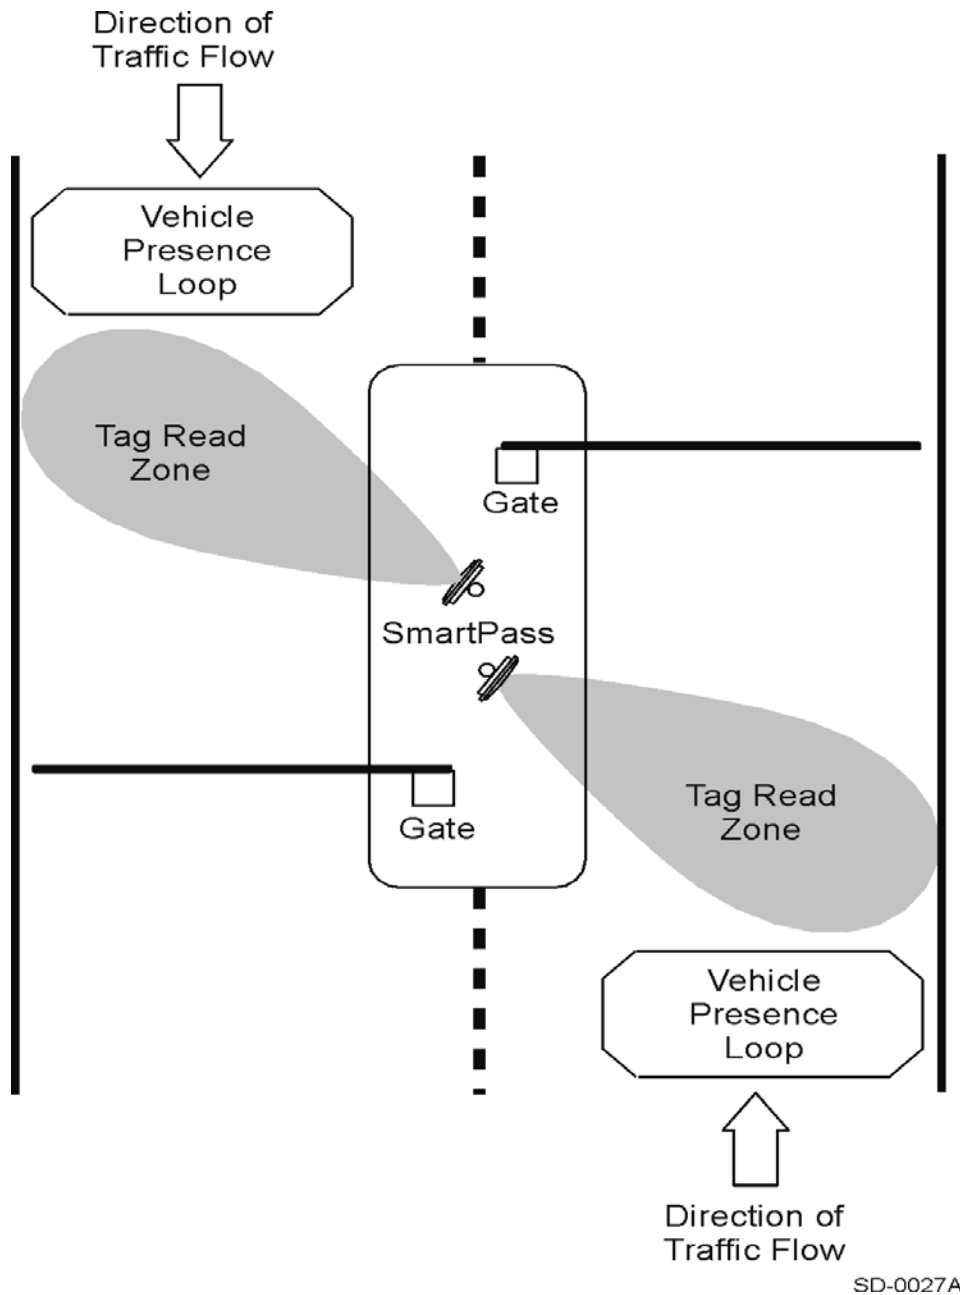 Direction of
Traffic Flow
Vehicle
Presence
Loop
Tag Read
Zone
Gate
SmartPass
Tag Read
Zone
Gate
Vehicle
Presence
Loop
Direction of
Traffic Flow
SD-0027A